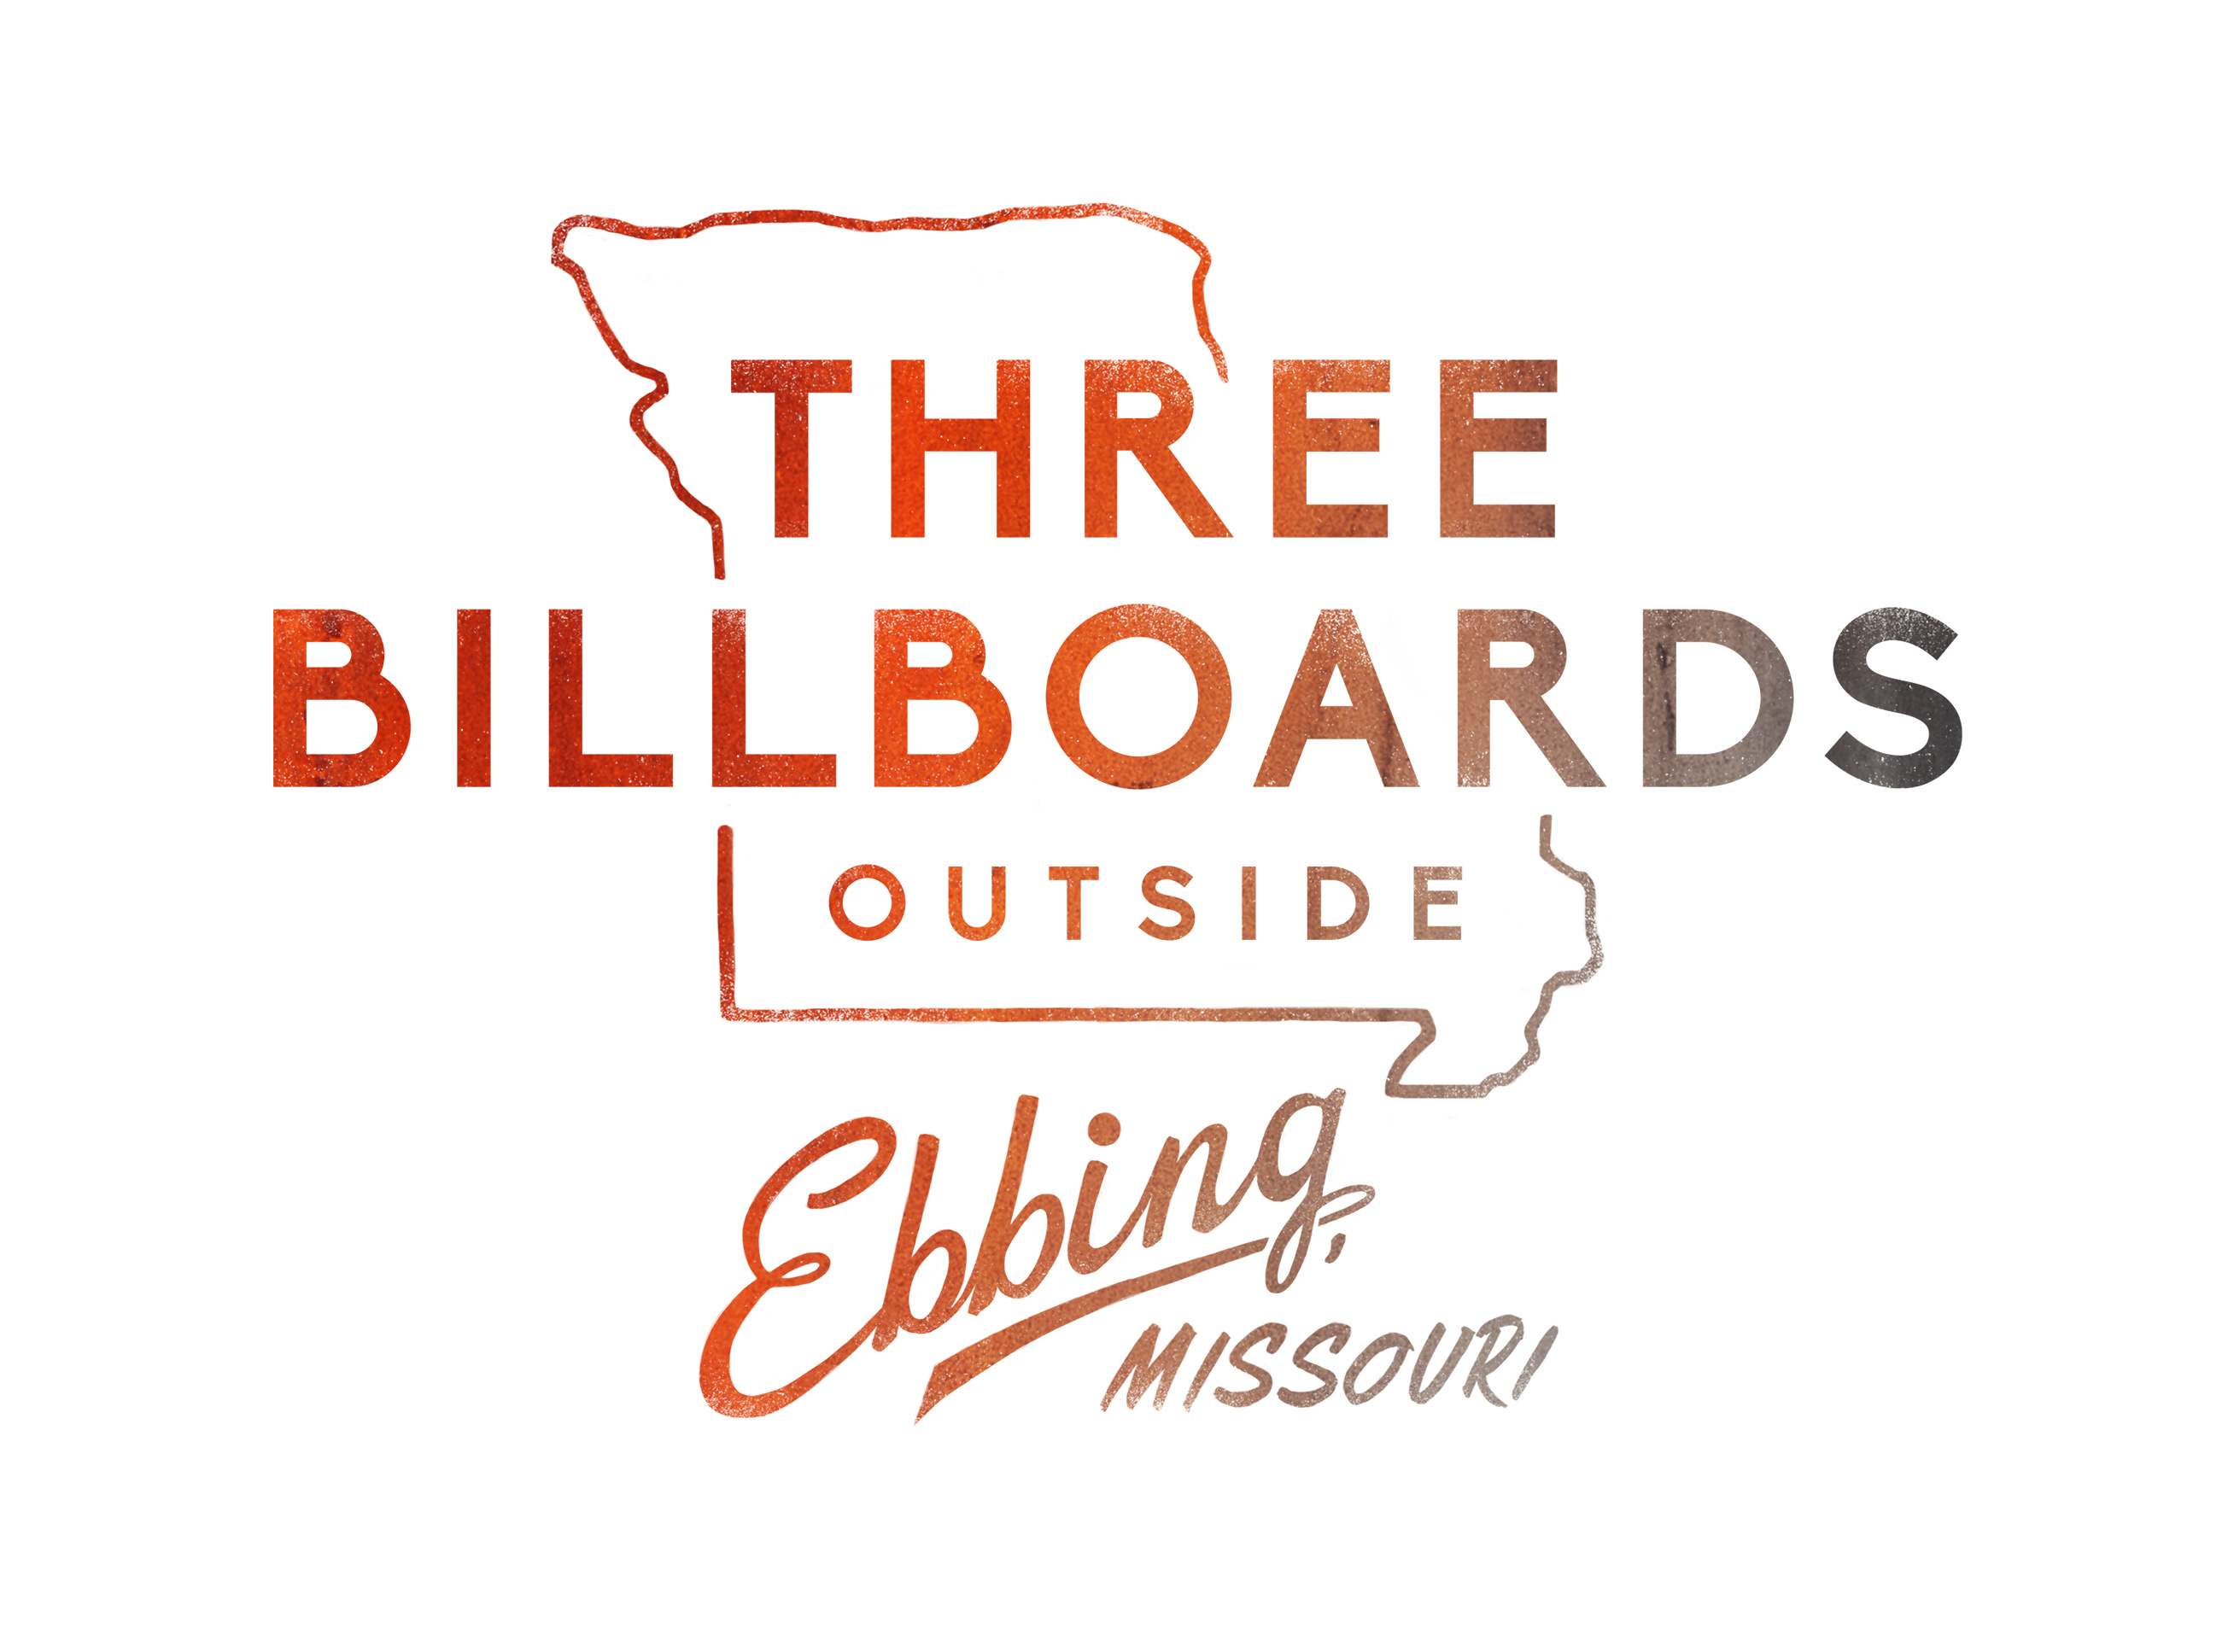 THREE
BILLBOARDS
OUTSIDE
Ebbing,
MISSOURI